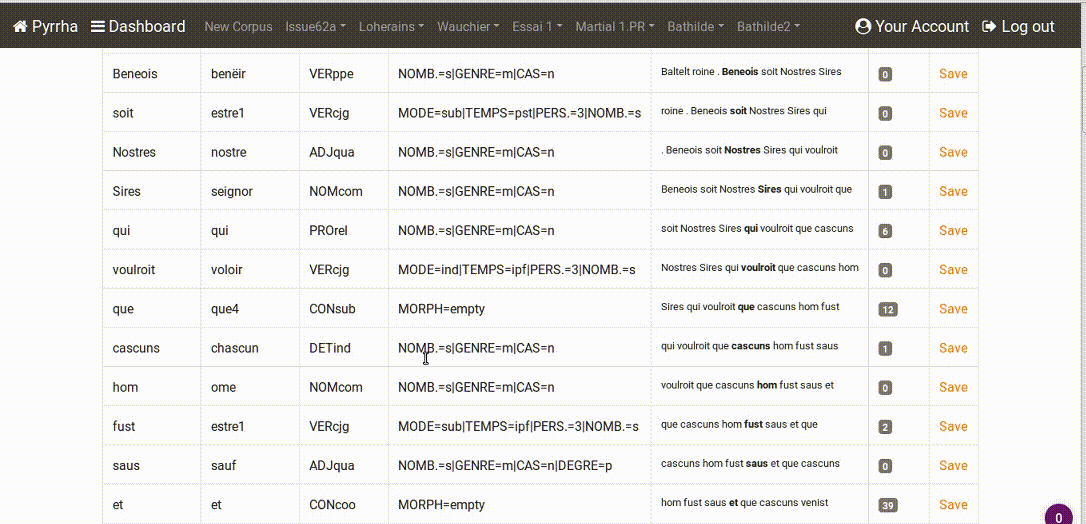 Pyrrha Dashboard New Corpus Issue62a Loherains Wauchier Essai 1 Martial 1.PR Bathilde Bathilde2 Your Account Log out
Beneois benëir VERppe NOMB.=s|GENRE=m|CAS=n Baltelt roine . Beneois soit Nostres Sires 0 Save
soit estre1 VERcjg MODE=sub|TEMPS=pst|PERS.=3|NOMB.=s roine . Beneois soit Nostres Sires qui 0 Save
Nostres nostre ADJqua NOMB.=s|GENRE=m|CAS=n . Beneois soit Nostres Sires qui voulroit 0 Save
Sires seignor NOMcom NOMB.=s|GENRE=m|CAS=n Beneois soit Nostres Sires qui voulroit que 1 Save
qui qui PROrel NOMB.=s|GENRE=m|CAS=n soit Nostres Sires qui voulroit que cascuns 6 Save
voulroit voloir VERcjg MODE=ind|TEMPS=ipf|PERS.=3|NOMB.=s Nostres Sires qui voulroit que cascuns hom 0 Save
que que4 CONsub MORPH=empty Sires qui voulroit que cascuns hom fust 12 Save
cascuns chascun DETind NOMB.=s|GENRE=m|CAS=n qui voulroit que cascuns hom fust saus 1 Save
hom ome NOMcom NOMB.=s|GENRE=m|CAS=n voulroit que cascuns hom fust saus et 0 Save
fust estre1 VERcjg MODE=sub|TEMPS=ipf|PERS.=3|NOMB.=s que cascuns hom fust saus et que 2 Save
saus sauf ADJqua NOMB.=s|GENRE=m|CAS=n|DEGRE=p cascuns hom fust saus et que cascuns 0 Save
et et CONcoo MORPH=empty hom fust saus et que cascuns venist 39 Save
0